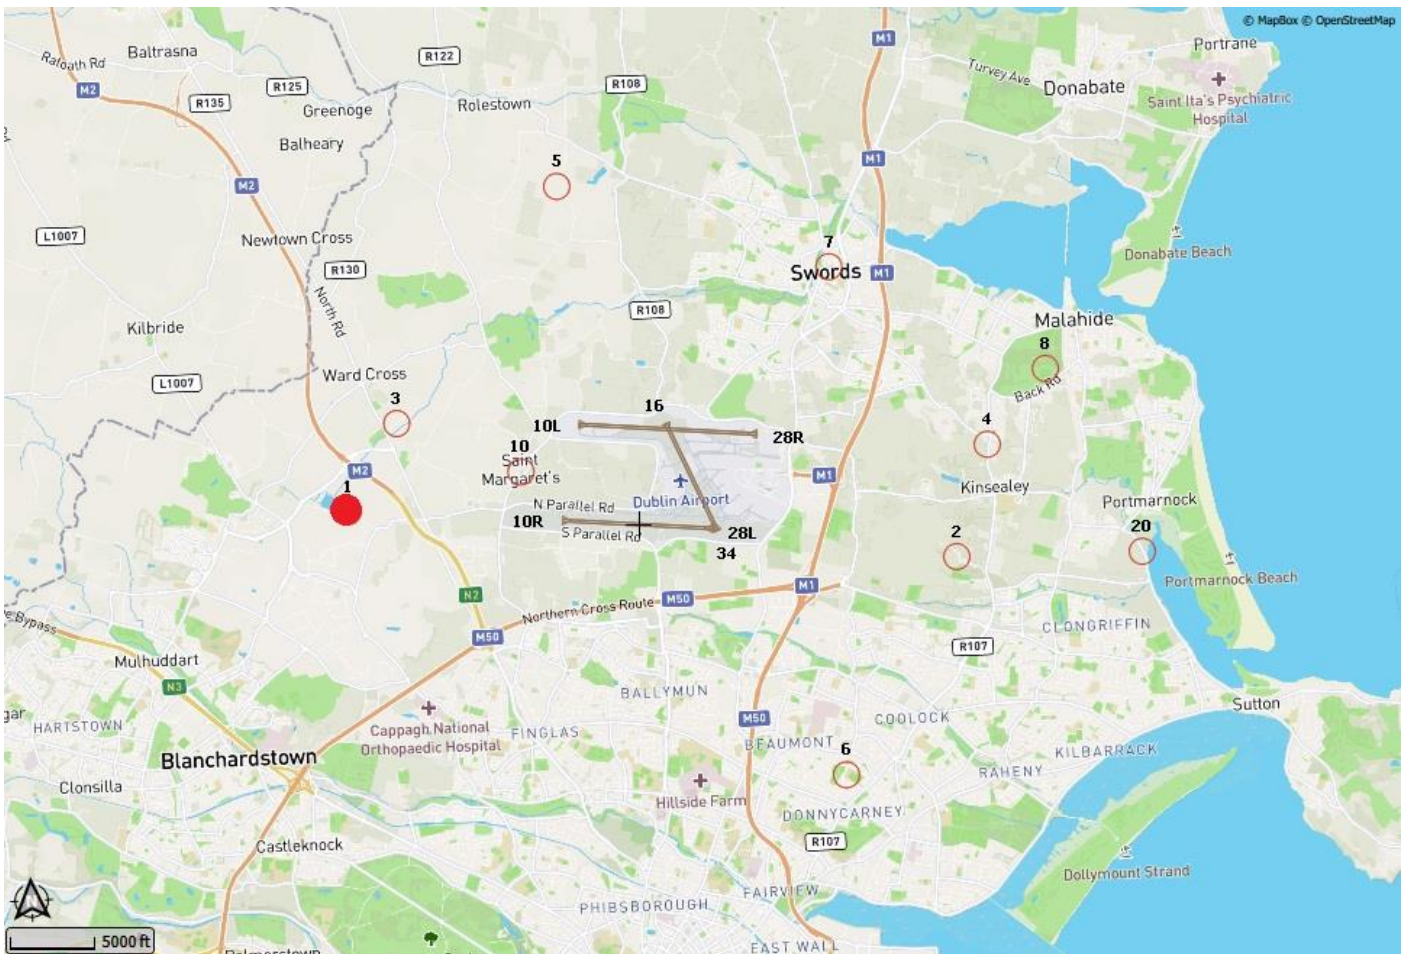 © MapBox © OpenStreetMap
Portrane
M1
R122
Baltrasna
Ratoath Rd
Turvey Ave
Donabate
Saint Ita's Psychiatric
Hospital
M2
R125
R108
R135
Greenoge
Rolestown
Balheary
M1
5
M2
L1007
Newtown Cross
7
Swords
M1
Donabate Beach
R130
North Rd
R108
Kilbride
Malahide
8
Back Rd
L1007
Ward Cross
3
16
10L
28R
4
10
Saint
Margaret's
M2
1
M1
Dublin Airport
Kinsealey
Portmarnock
N Parallel Rd
10R
S Parallel Rd
28L
34
2
20
Portmarnock Beach
M1
N2
Northern Cross Route
M50
Bypass
M50
CLONGRIFFIN
R107
Mulhuddart
N3
BALLYMUN
HARTSTOWN
Cappagh National
Orthopaedic Hospital
FINGLAS
M50
COOLOCK
Sutton
BEAUMONT
6
KILBARRACK
RAHENY
Blanchardstown
Clonsilla
Hillside Farm
DONNYCARNEY
R107
Castleknock
Dollymount Strand
FAIRVIEW
PHIBSBOROUGH
5000 ft
EAST WALL